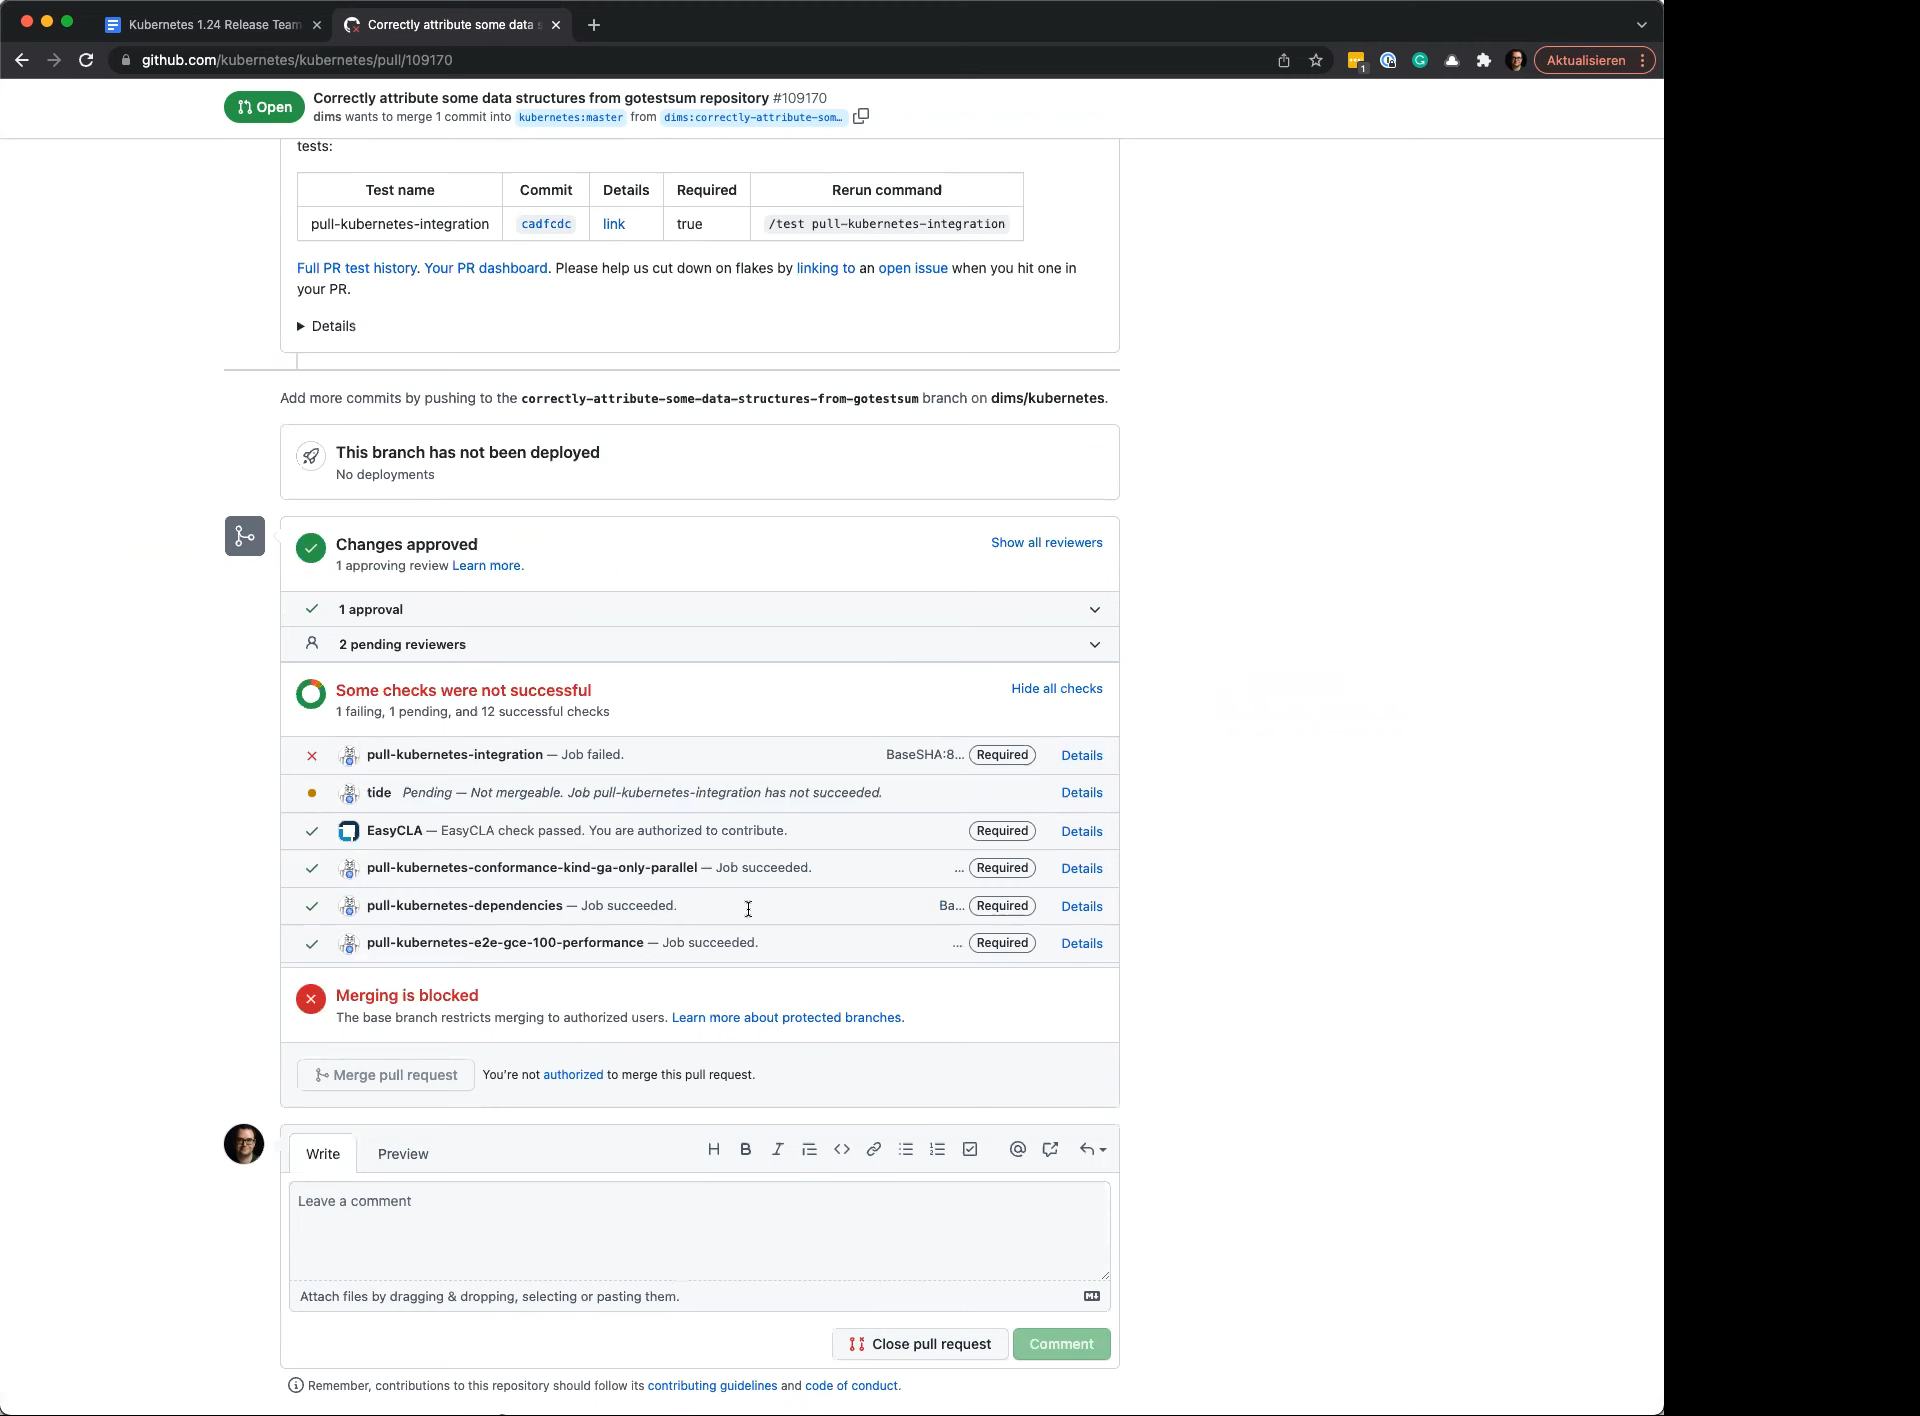 Kubernetes 1.24 Release Team
Correctly attribute some data s
github.com/kubernetes/kubernetes/pull/109170
1
Aktualisieren
Open
Correctly attribute some data structures from gotestsum repository #109170
dims wants to merge 1 commit into kubernetes:master from dims:correctly-attribute-som…
tests:
Test name Commit Details Required Rerun command
pull-kubernetes-integration cadfcdc link true /test pull-kubernetes-integration
Full PR test history. Your PR dashboard. Please help us cut down on flakes by linking to an open issue when you hit one in
your PR.
Details
Add more commits by pushing to the correctly-attribute-some-data-structures-from-gotestsum branch on dims/kubernetes.
This branch has not been deployed
No deployments
Changes approved
Show all reviewers
1 approving review Learn more.
1 approval
2 pending reviewers
Some checks were not successful
Hide all checks
1 failing, 1 pending, and 12 successful checks
pull-kubernetes-integration — Job failed. BaseSHA:8... Required Details
tide Pending — Not mergeable. Job pull-kubernetes-integration has not succeeded. Details
EasyCLA — EasyCLA check passed. You are authorized to contribute. Required Details
pull-kubernetes-conformance-kind-ga-only-parallel — Job succeeded. ... Required Details
pull-kubernetes-dependencies — Job succeeded. Ba... Required Details
pull-kubernetes-e2e-gce-100-performance — Job succeeded. ... Required Details
Merging is blocked
The base branch restricts merging to authorized users. Learn more about protected branches.
Merge pull request You're not authorized to merge this pull request.
Write Preview
Leave a comment
Attach files by dragging & dropping, selecting or pasting them.
Close pull request Comment
Remember, contributions to this repository should follow its contributing guidelines and code of conduct.